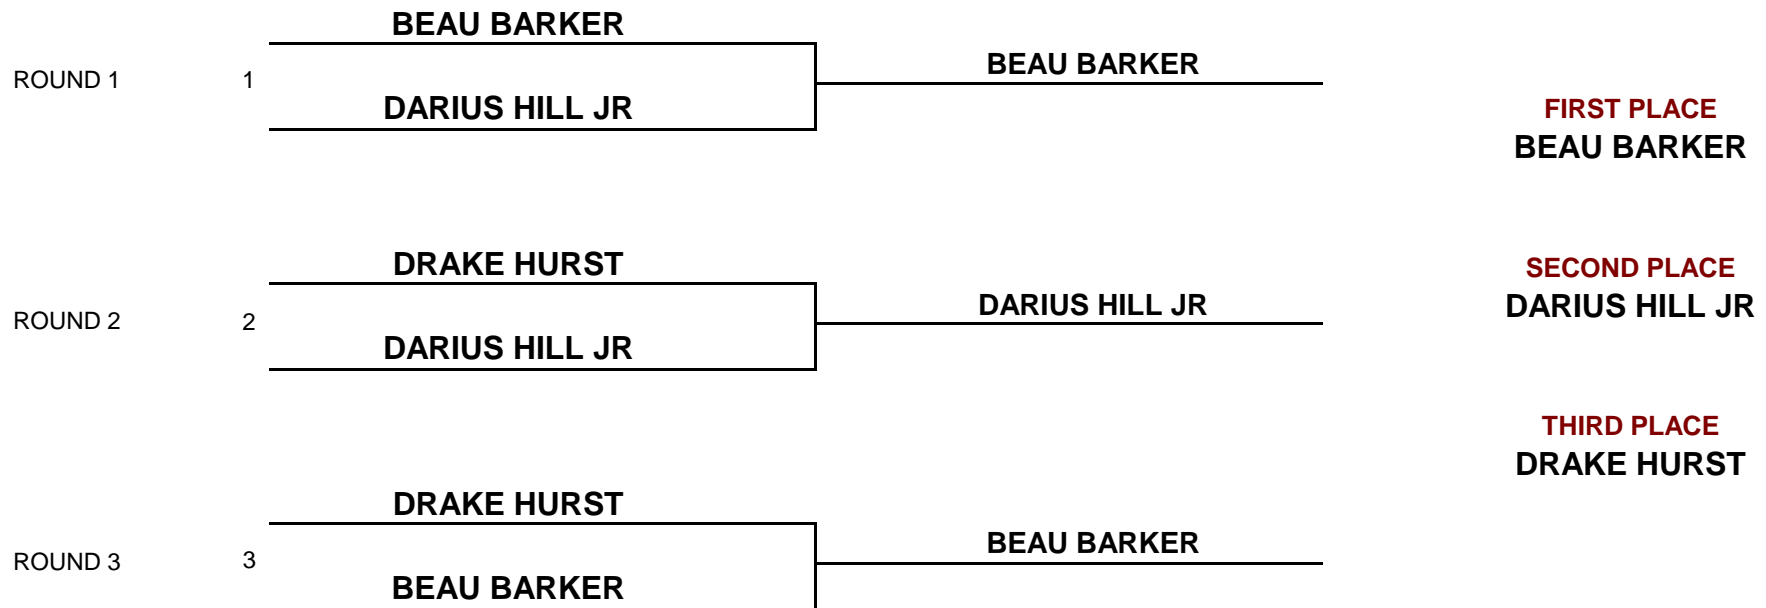 BEAU BARKER
ROUND 1 1 BEAU BARKER
DARIUS HILL JR
FIRST PLACE
BEAU BARKER
DRAKE HURST
ROUND 2 2 DARIUS HILL JR
DARIUS HILL JR
SECOND PLACE
DARIUS HILL JR
THIRD PLACE
DRAKE HURST
DRAKE HURST
ROUND 3 3 BEAU BARKER
BEAU BARKER